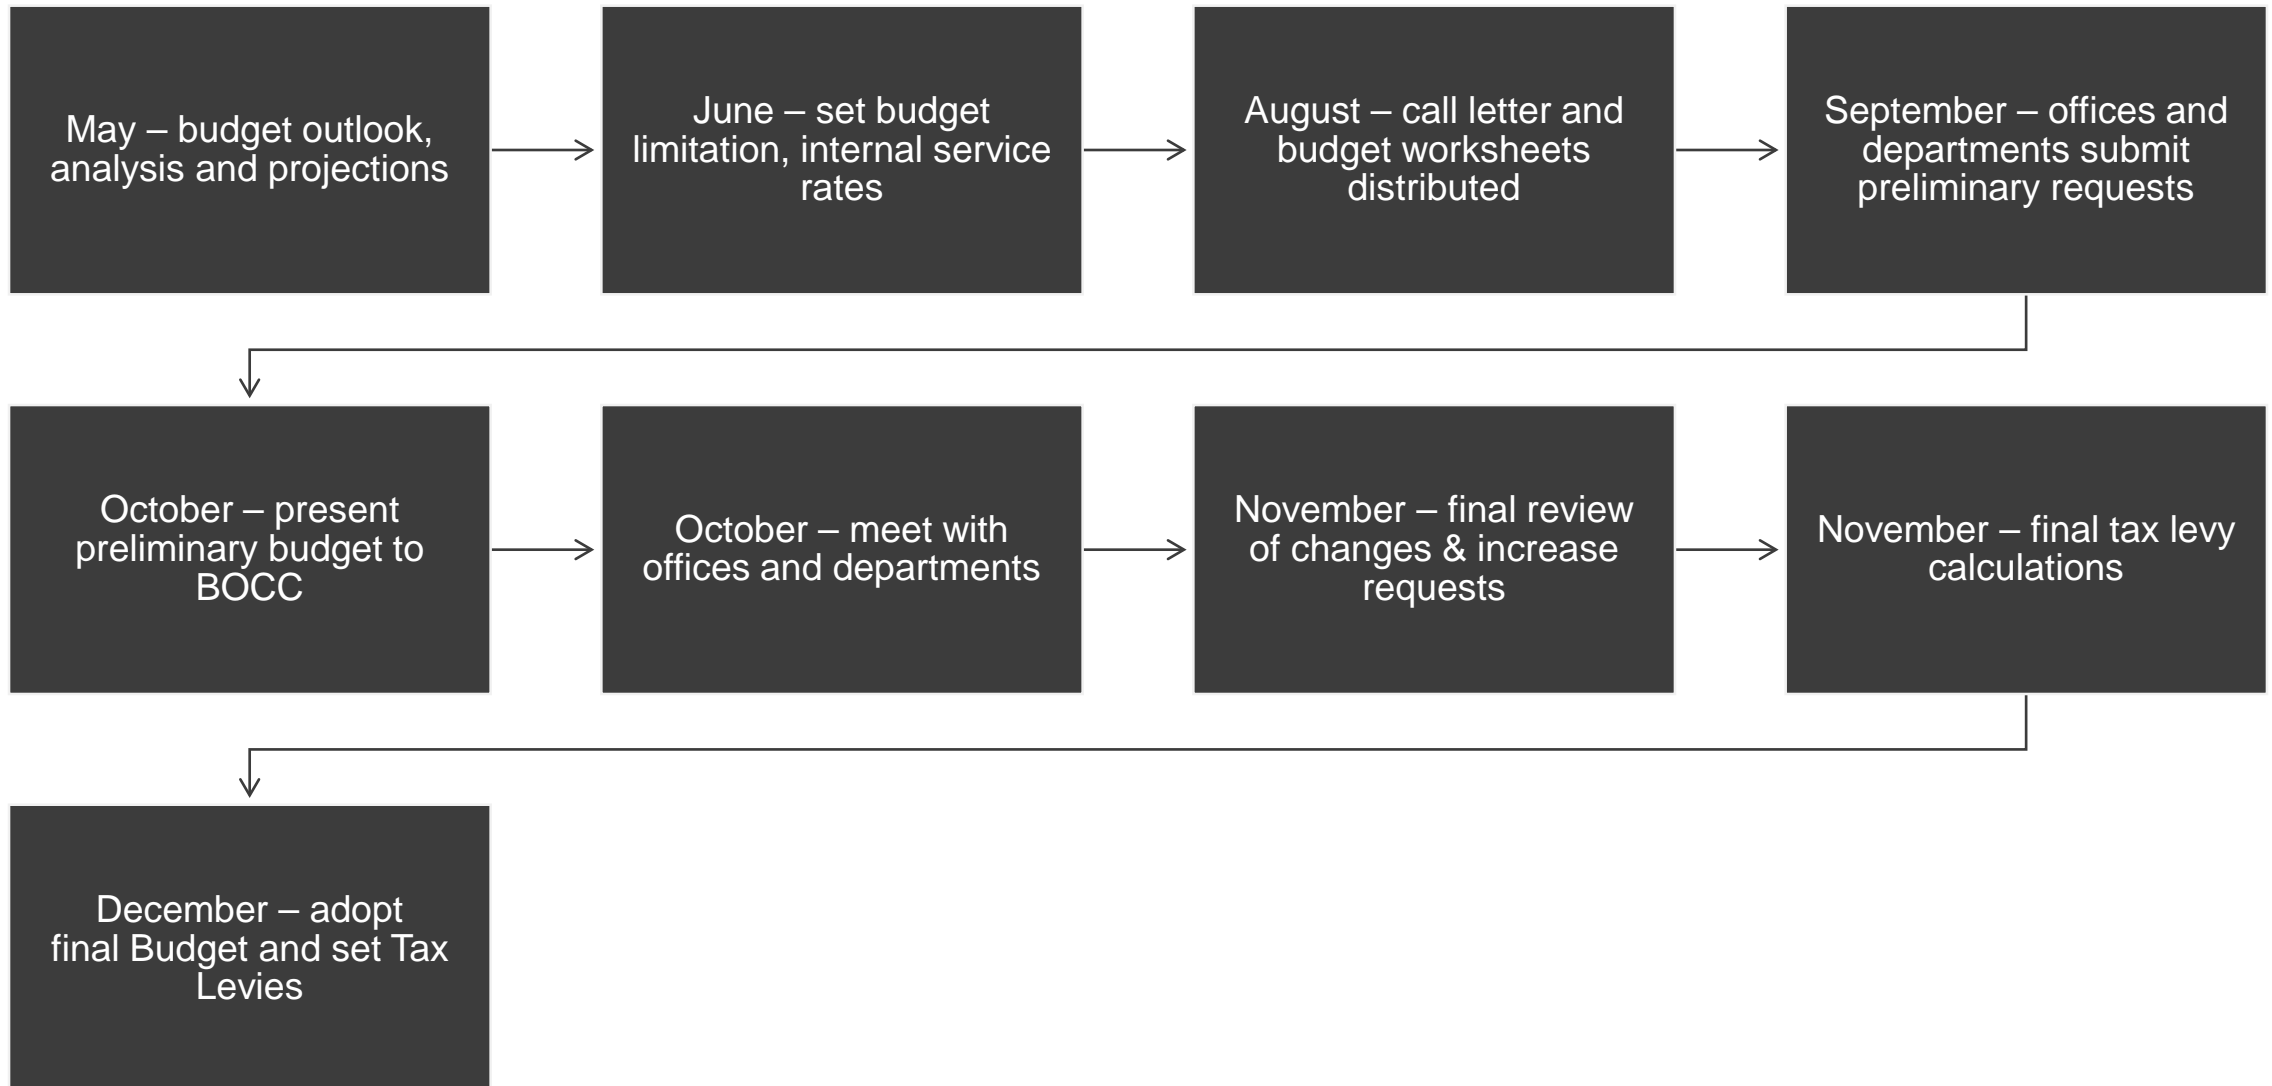 May – budget outlook,
analysis and projections
June – set budget
limitation, internal service
rates
August – call letter and
budget worksheets
distributed
September – offices and
departments submit
preliminary requests
October – present
preliminary budget to
BOCC
October – meet with
offices and departments
November – final review
of changes & increase
requests
November – final tax levy
calculations
December – adopt
final Budget and set Tax
Levies